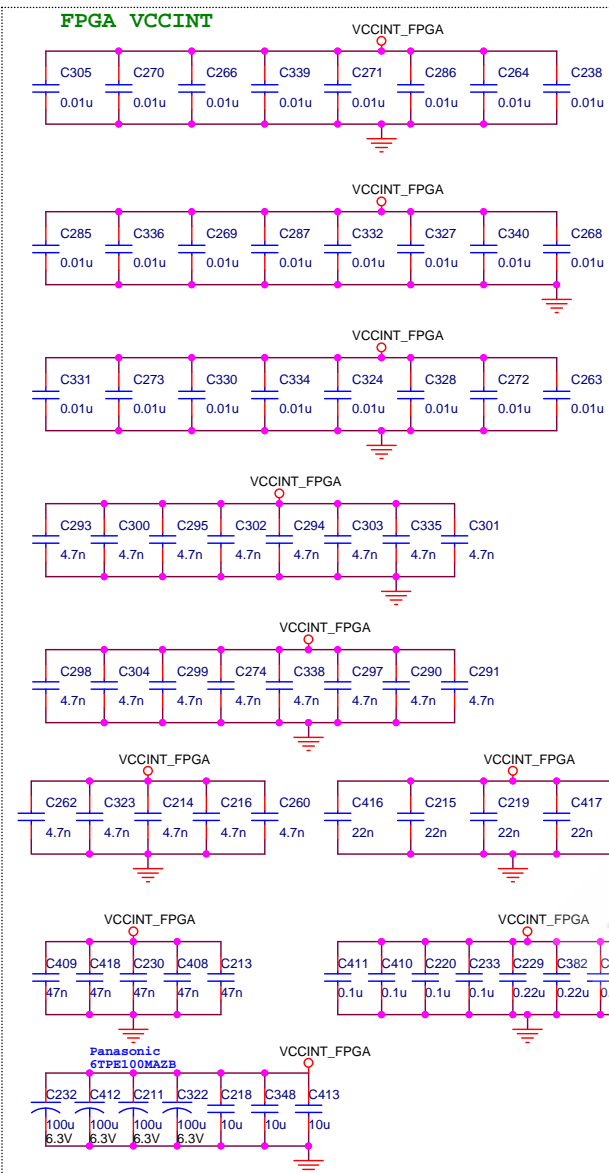 FPGA VCCINT
VCCINT_FPGA
C305 C270 C266 C339 C271 C286 C264 C238
0.01u 0.01u 0.01u 0.01u 0.01u 0.01u 0.01u 0.01u
VCCINT_FPGA
C285 C336 C269 C287 C332 C327 C340 C268
0.01u 0.01u 0.01u 0.01u 0.01u 0.01u 0.01u 0.01u
VCCINT_FPGA
C331 C273 C330 C334 C324 C328 C272 C263
0.01u 0.01u 0.01u 0.01u 0.01u 0.01u 0.01u 0.01u
VCCINT_FPGA
C293 C300 C295 C302 C294 C303 C335 C301
4.7n 4.7n 4.7n 4.7n 4.7n 4.7n 4.7n 4.7n
VCCINT_FPGA
C298 C304 C299 C274 C338 C297 C290 C291
4.7n 4.7n 4.7n 4.7n 4.7n 4.7n 4.7n 4.7n
VCCINT_FPGA VCCINT_FPGA
C262 C323 C214 C216 C260 C416 C215 C219 C417
4.7n 4.7n 4.7n 4.7n 4.7n 22n 22n 22n 22n
VCCINT_FPGA VCCINT_FPGA
C409 C418 C230 C408 C213 C411 C410 C220 C233 C229 C382
47n 47n 47n 47n 47n 0.1u 0.1u 0.1u 0.1u 0.22u 0.22u
Panasonic VCCINT_FPGA
6TPE100MAZB
C232 C412 C211 C322 C218 C348 C413
100u 100u 100u 100u 10u 10u 10u
6.3V 6.3V 6.3V 6.3V